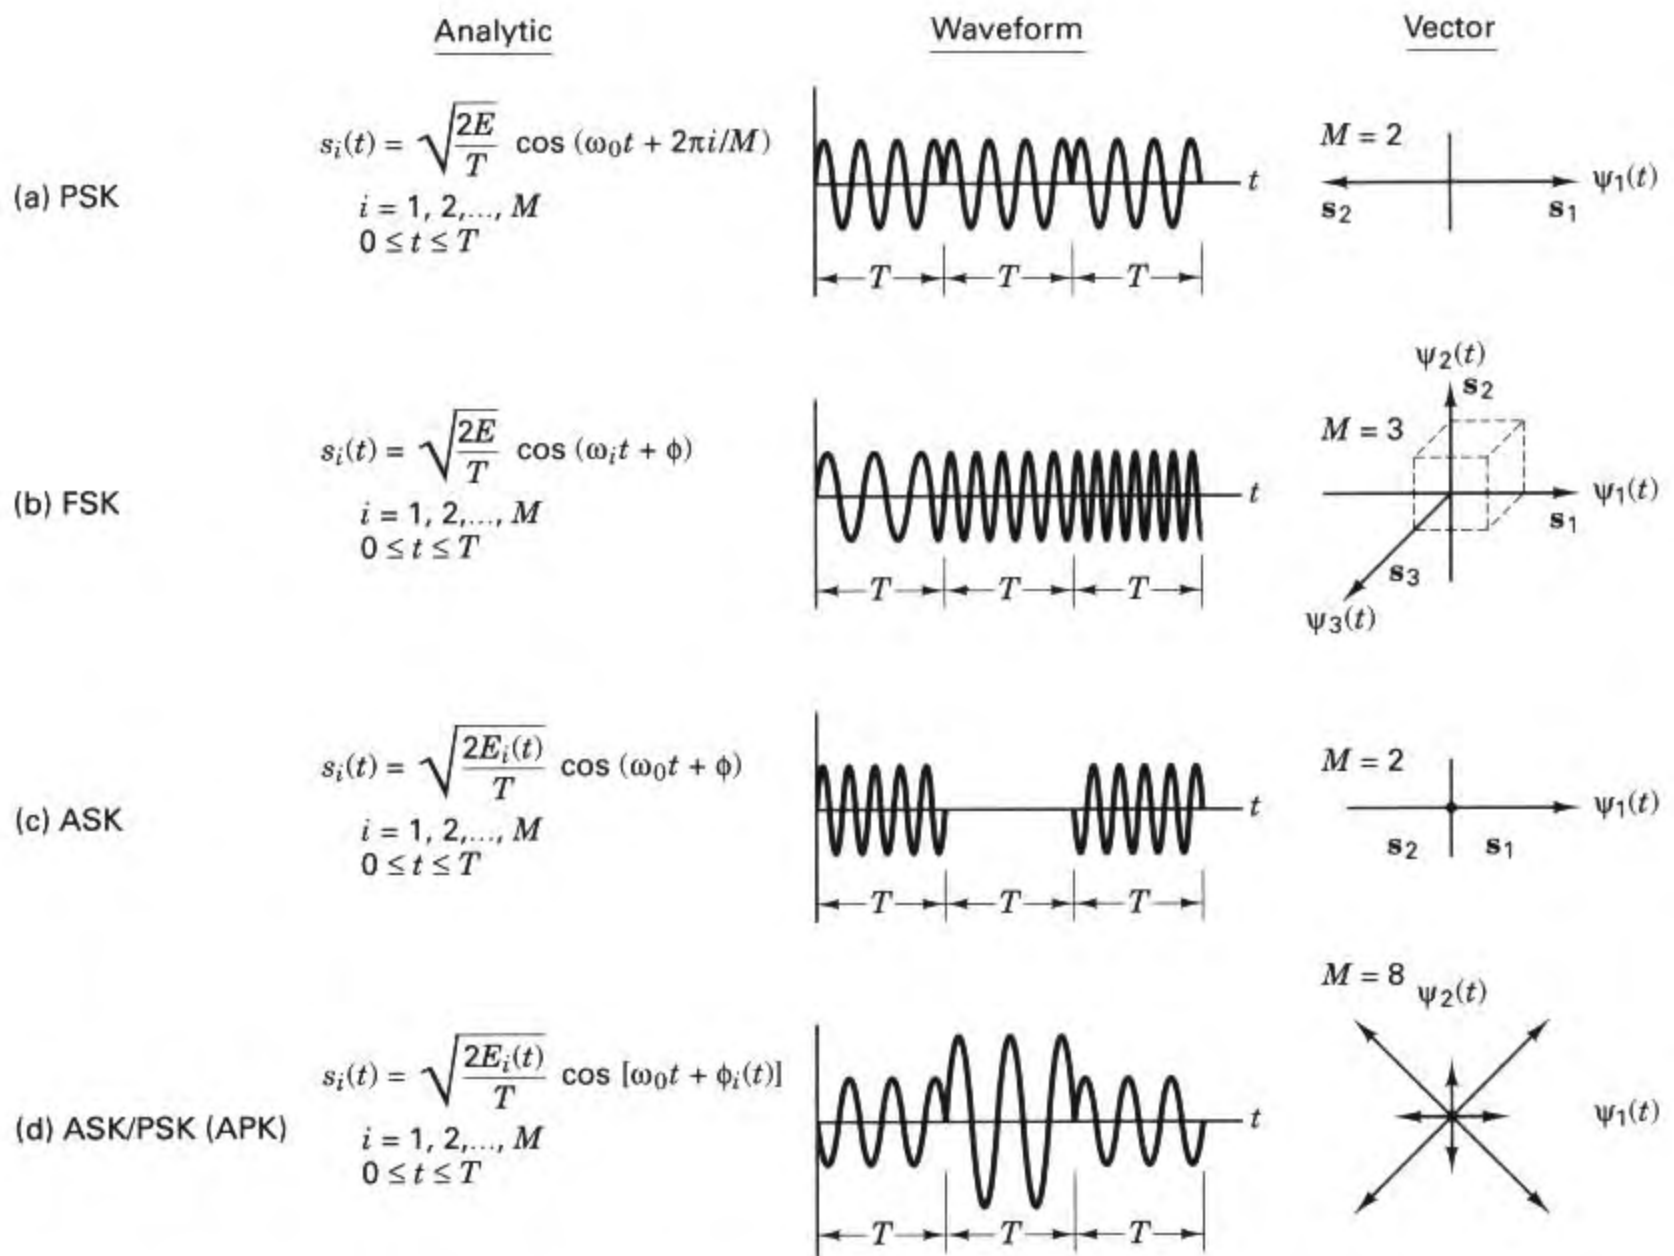 Analytic Waveform Vector
(a) PSK
s_i(t) = √(2E/T) cos (ω₀t + 2πi/M)
i = 1, 2,..., M
0 ≤ t ≤ T
t
T T T
M = 2
ψ₁(t)
s₂ s₁
(b) FSK
s_i(t) = √(2E/T) cos (ω_i t + ϕ)
i = 1, 2,..., M
0 ≤ t ≤ T
t
T T T
ψ₂(t)
s₂
M = 3
ψ₁(t)
s₁
s₃
ψ₃(t)
(c) ASK
s_i(t) = √(2E_i(t)/T) cos (ω₀t + ϕ)
i = 1, 2,..., M
0 ≤ t ≤ T
t
T T T
M = 2
ψ₁(t)
s₂ s₁
(d) ASK/PSK (APK)
s_i(t) = √(2E_i(t)/T) cos [ω₀t + ϕ_i(t)]
i = 1, 2,..., M
0 ≤ t ≤ T
t
T T T
M = 8
ψ₂(t)
ψ₁(t)